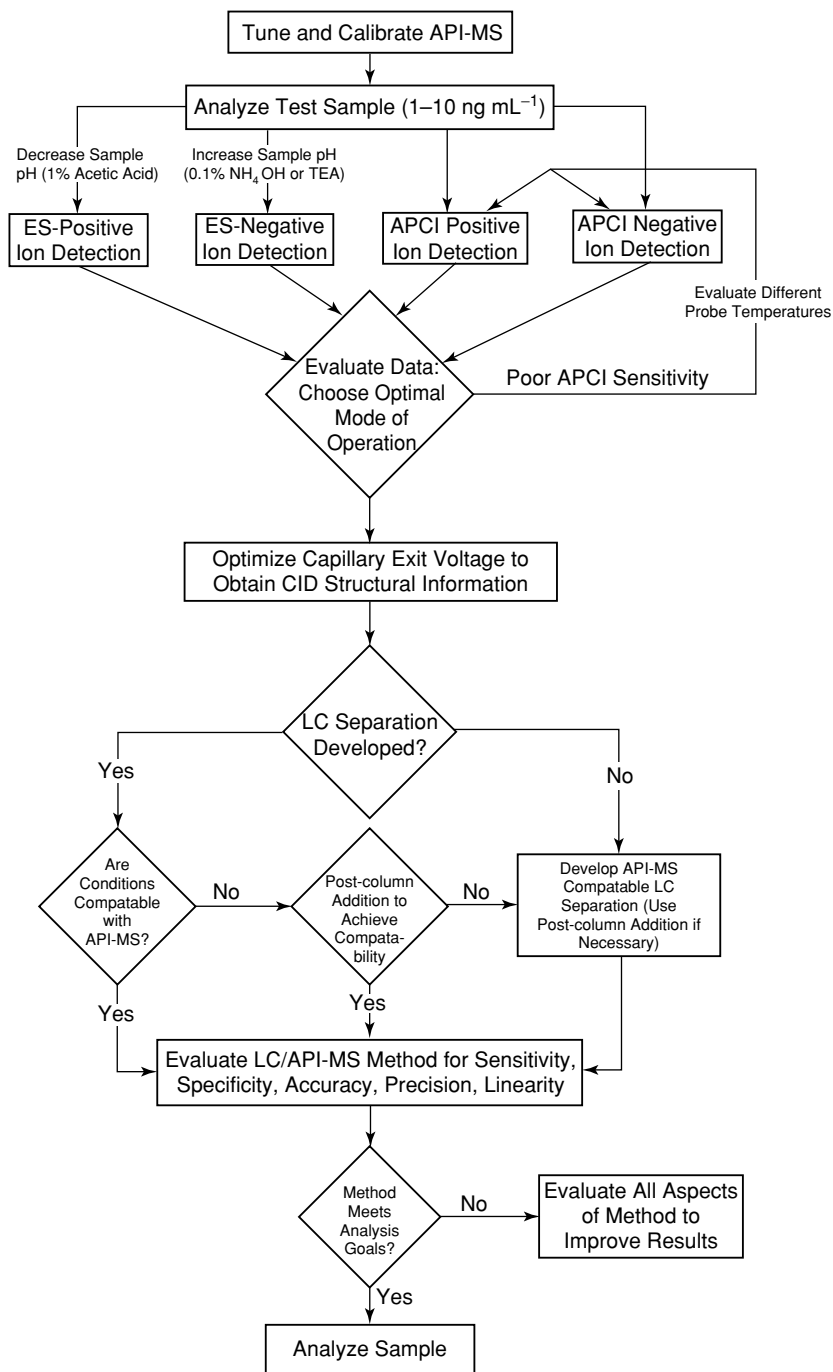 Tune and Calibrate API-MS
Analyze Test Sample (1–10 ng mL⁻¹)
Decrease Sample
pH (1% Acetic Acid)
Increase Sample pH
(0.1% NH₄ OH or TEA)
ES-Positive
Ion Detection
ES-Negative
Ion Detection
APCI Positive
Ion Detection
APCI Negative
Ion Detection
Evaluate Different
Probe Temperatures
Evaluate Data:
Choose Optimal
Mode of
Operation
Poor APCI Sensitivity
Optimize Capillary Exit Voltage to
Obtain CID Structural Information
LC Separation
Developed?
Yes
No
Are
Conditions
Compatable
with
API-MS?
No
Post-column
Addition to
Achieve
Compata-
bility
No
Develop API-MS
Compatable LC
Separation (Use
Post-column Addition if
Necessary)
Yes
Yes
Evaluate LC/API-MS Method for Sensitivity,
Specificity, Accuracy, Precision, Linearity
Method
Meets
Analysis
Goals?
No
Evaluate All Aspects
of Method to
Improve Results
Yes
Analyze Sample